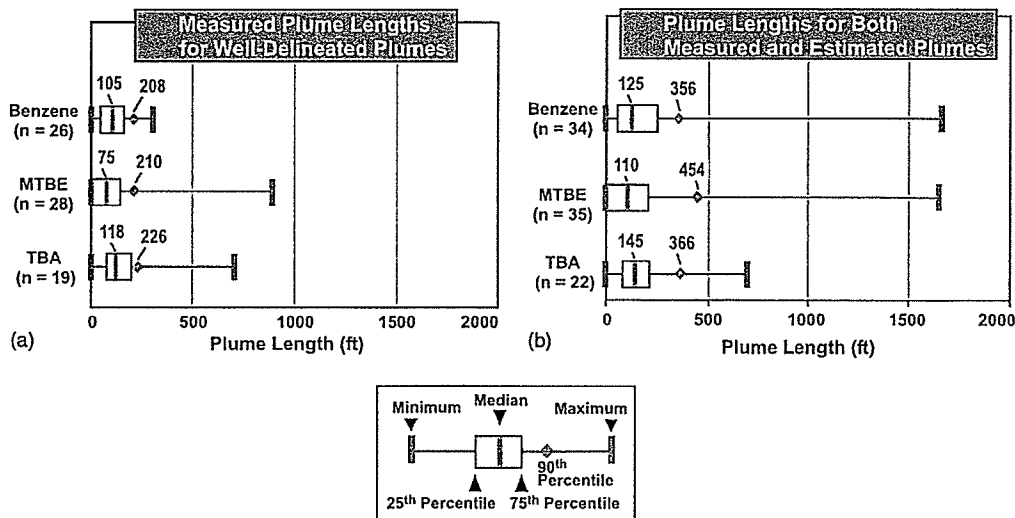 Measured Plume Lengths
for Well-Delineated Plumes
105
208
Benzene
(n = 26)
75
210
MTBE
(n = 28)
118
226
TBA
(n = 19)
0 500 1000 1500 2000
(a)
Plume Length (ft)
Plume Lengths for Both
Measured and Estimated Plumes
125
356
Benzene
(n = 34)
110
454
MTBE
(n = 35)
145
366
TBA
(n = 22)
0 500 1000 1500 2000
(b)
Plume Length (ft)
Median
Minimum
Maximum
90th
Percentile
25th Percentile
75th Percentile